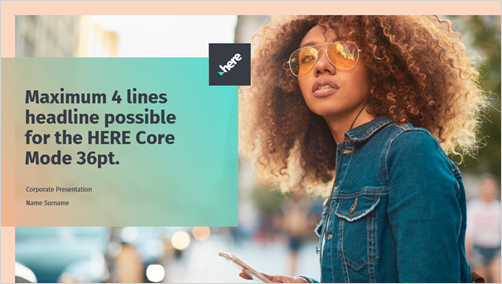 here
Maximum 4 lines
headline possible
for the HERE Core
Mode 36pt.
Corporate Presentation
Name Surname